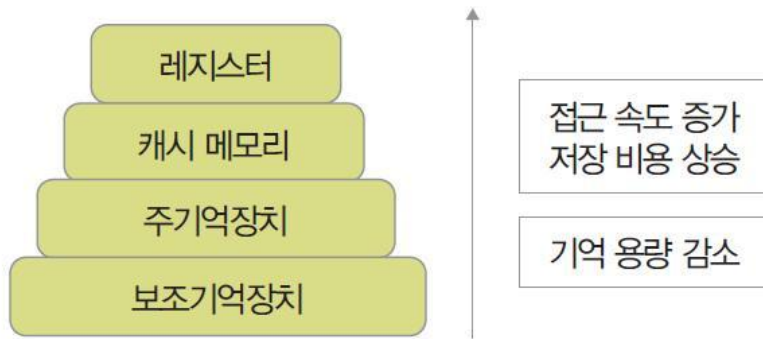 레지스터
캐시 메모리
주기억장치
보조기억장치
접근 속도 증가
저장 비용 상승
기억 용량 감소